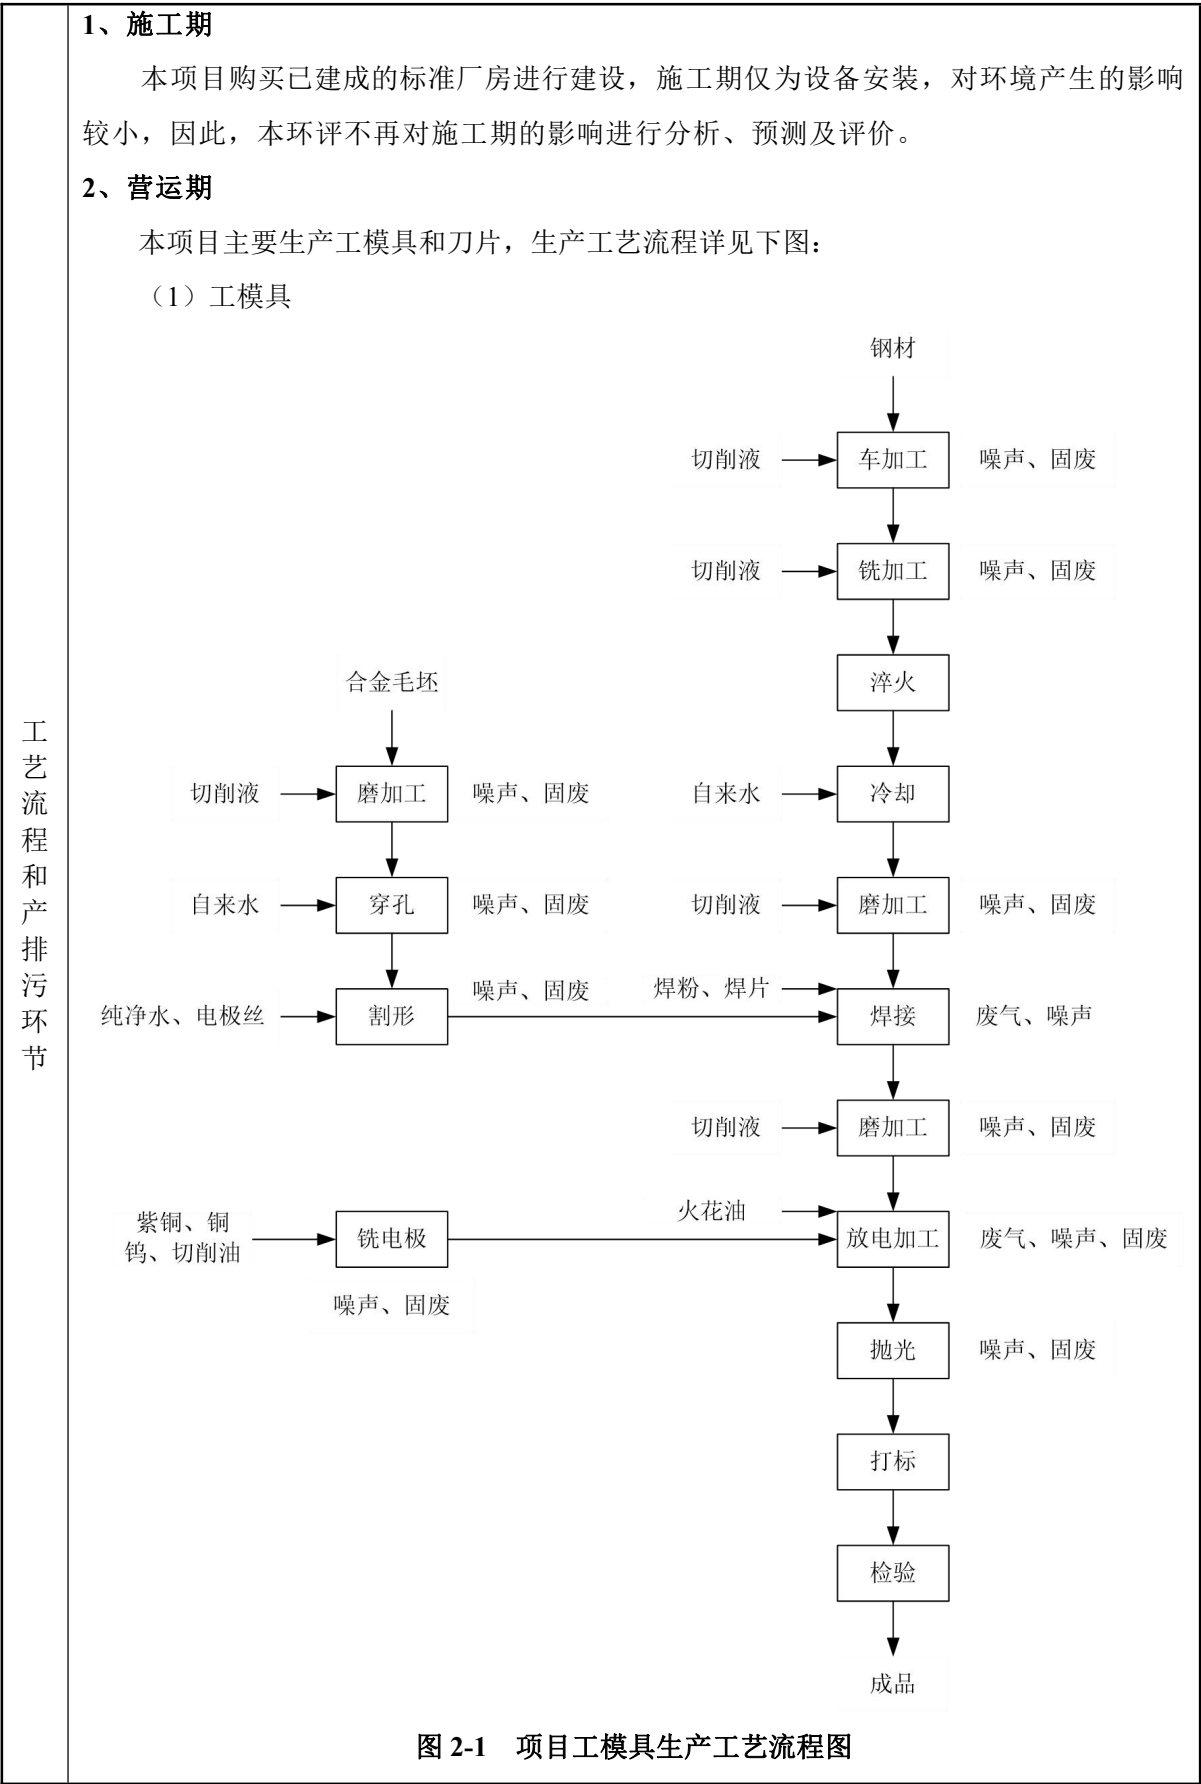 工
艺
流
程
和
产
排
污
环
节
1、施工期
本项目购买已建成的标准厂房进行建设，施工期仅为设备安装，对环境产生的影响
较小，因此，本环评不再对施工期的影响进行分析、预测及评价。
2、营运期
本项目主要生产工模具和刀片，生产工艺流程详见下图：
（1）工模具
钢材
切削液 车加工 噪声、固废
切削液 铣加工 噪声、固废
合金毛坯 淬火
切削液 磨加工 噪声、固废 自来水 冷却
自来水 穿孔 噪声、固废 切削液 磨加工 噪声、固废
噪声、固废 焊粉、焊片
纯净水、电极丝 割形 焊接 废气、噪声
切削液 磨加工 噪声、固废
火花油
紫铜、铜
钨、切削油 铣电极 放电加工 废气、噪声、固废
噪声、固废
抛光 噪声、固废
打标
检验
成品
图 2-1 项目工模具生产工艺流程图